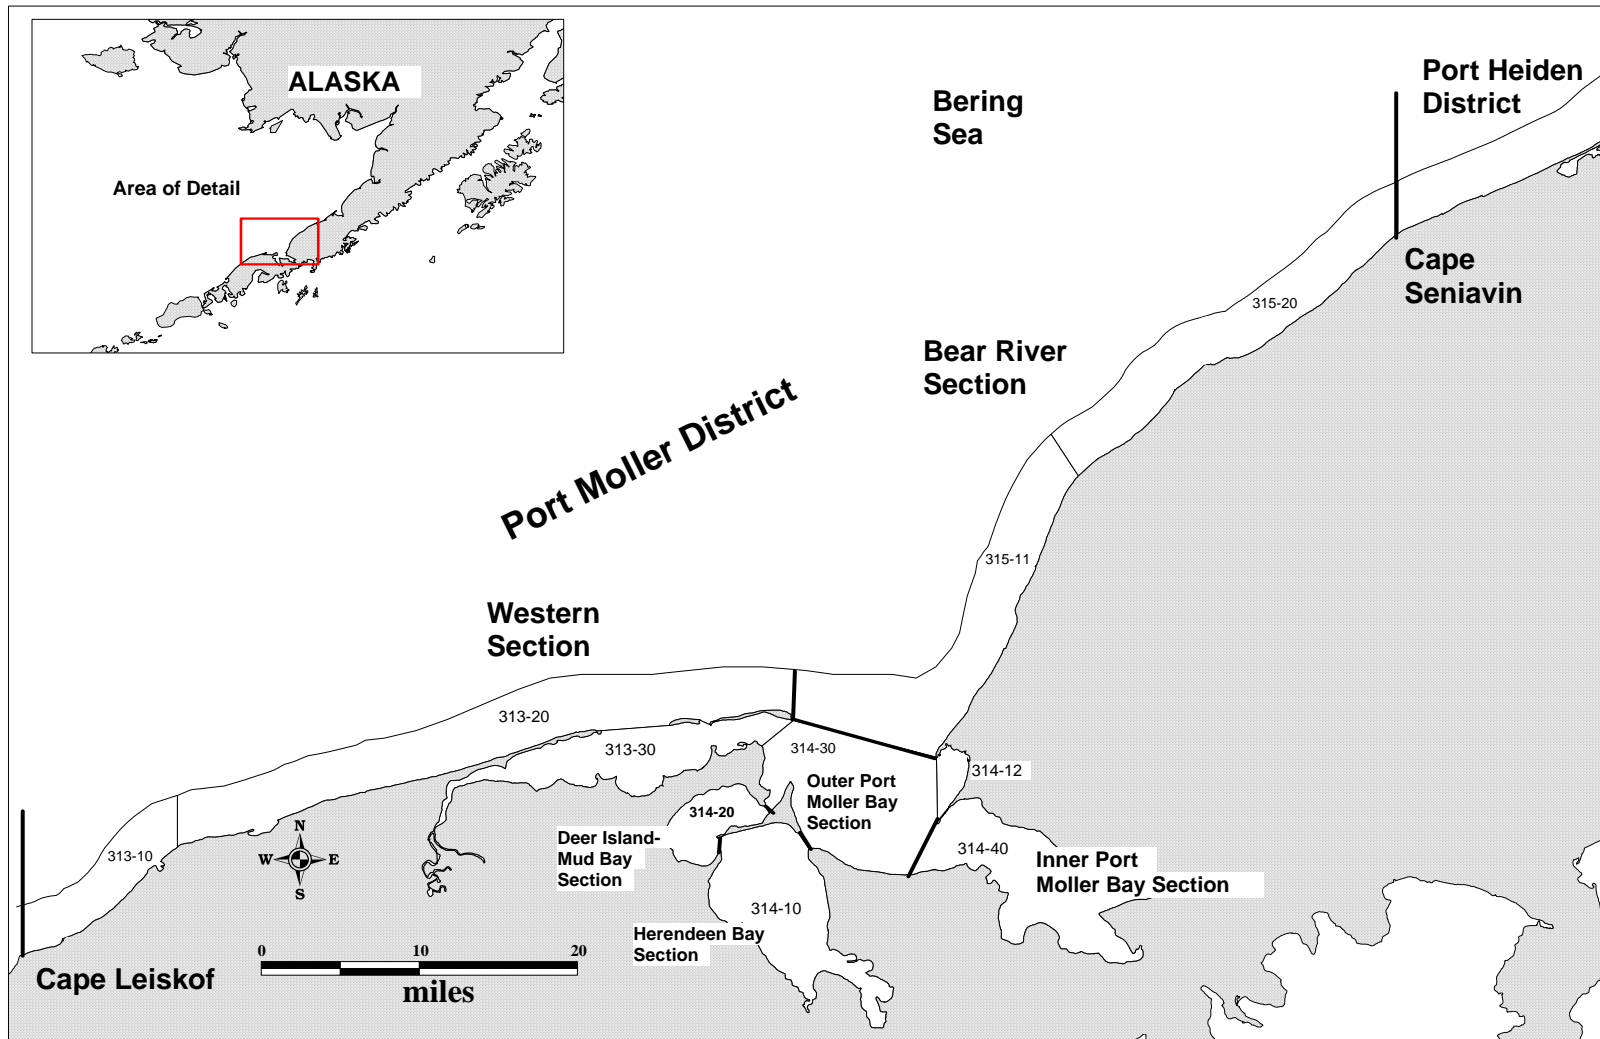 ALASKA
Area of Detail
Bering
Sea
Port Heiden
District
Cape
Seniavin
315-20
Bear River
Section
Port Moller District
315-11
Western
Section
313-20
313-30
314-30
314-12
Outer Port
Moller Bay
Section
314-20
313-10
Deer Island-
Mud Bay
Section
314-40
Inner Port
Moller Bay Section
N
W
E
S
314-10
Herendeen Bay
Section
0
10
20
miles
Cape Leiskof